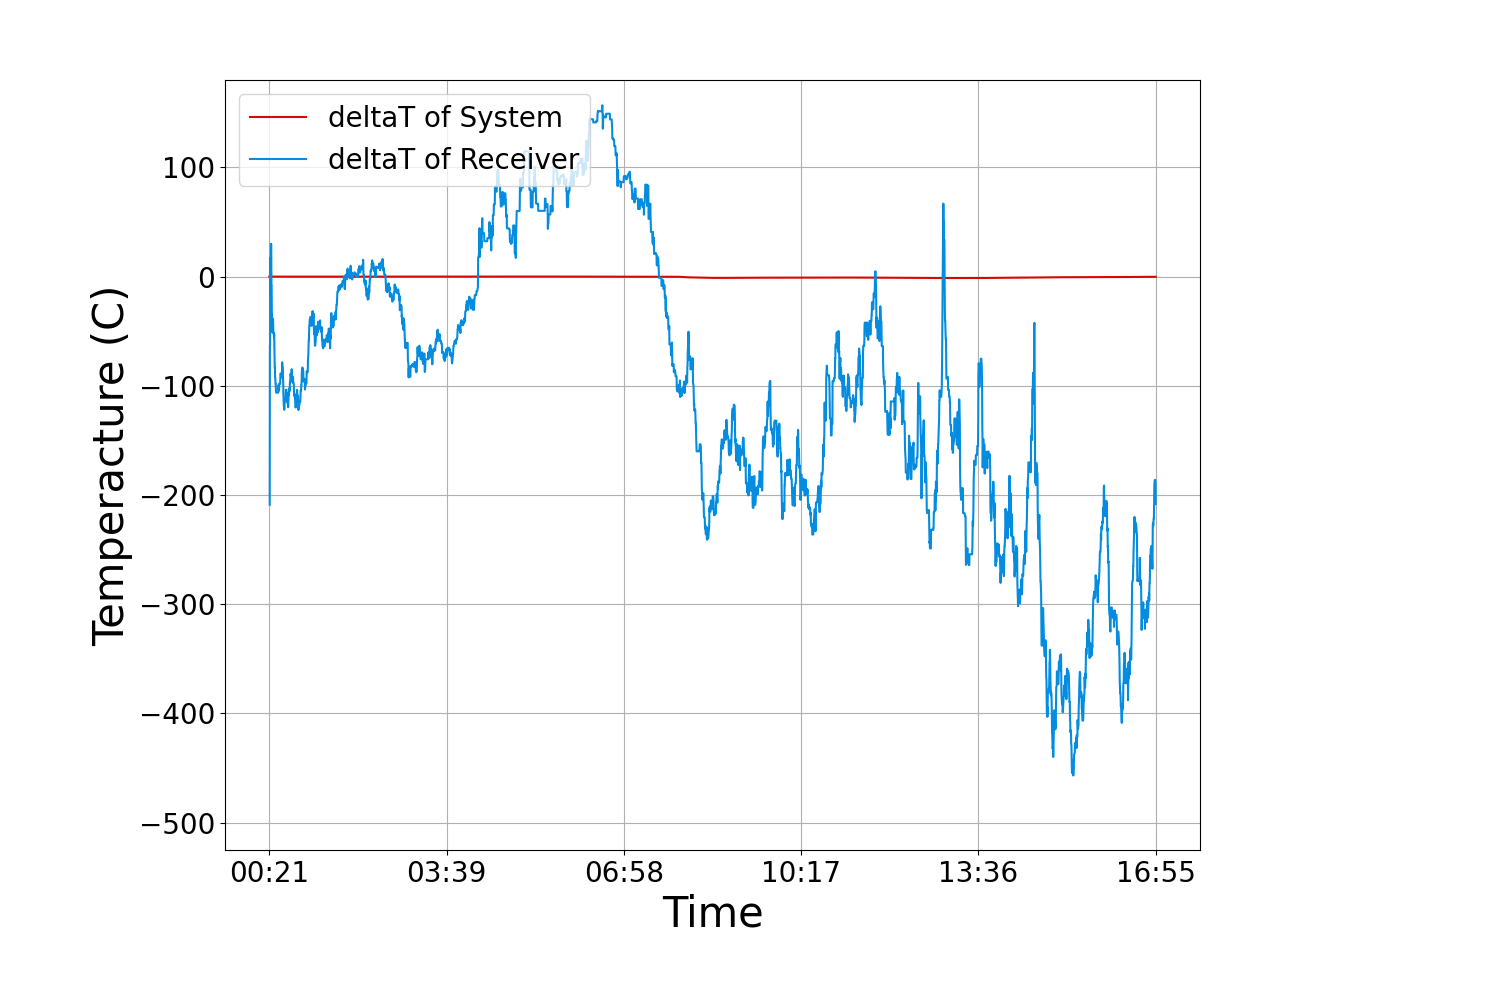 deltaT of System
deltaT of Receiver
Temperacture (C)
100
0
−100
−200
−300
−400
−500
00:21 03:39 06:58 10:17 13:36 16:55
Time